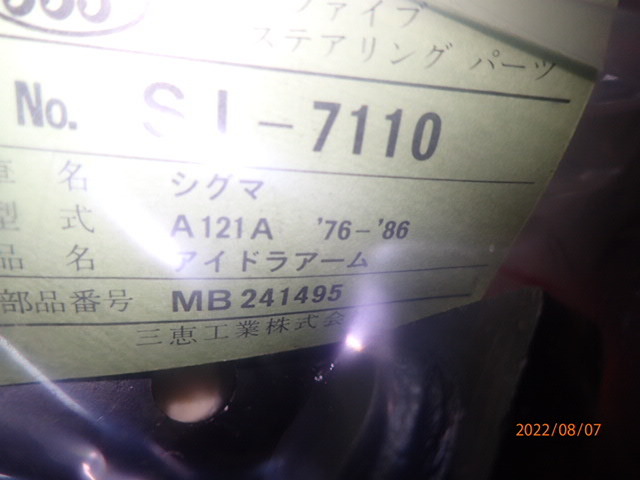 555
ファイブ
ステアリング パーツ
No. SI-7110
車名 シグマ
型式 A121A '76-'86
品名 アイドラアーム
部品番号 MB241495
三恵工業株式会
2022/08/07